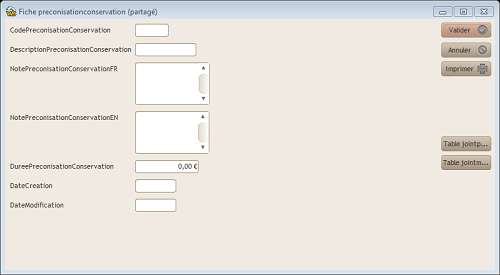 Fiche preconisationconservation (partagé)
CodePreconisationConservation
Valider
DescriptionPreconisationConservation
Annuler
NotePreconisationConservationFR
Imprimer
NotePreconisationConservationEN
Table jointp...
Table jointm...
DureePreconisationConservation
0,00 €
DateCreation
DateModification